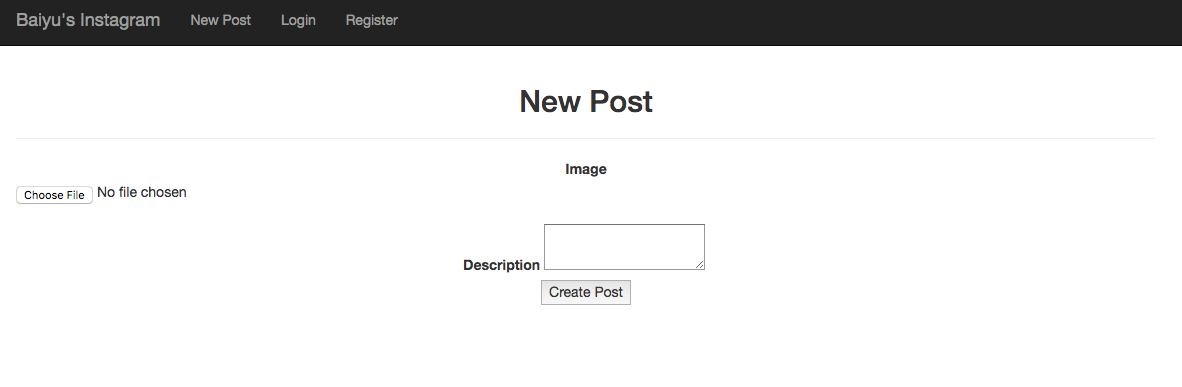 Baiyu's Instagram New Post Login Register
New Post
Image
Choose File No file chosen
Description
Create Post